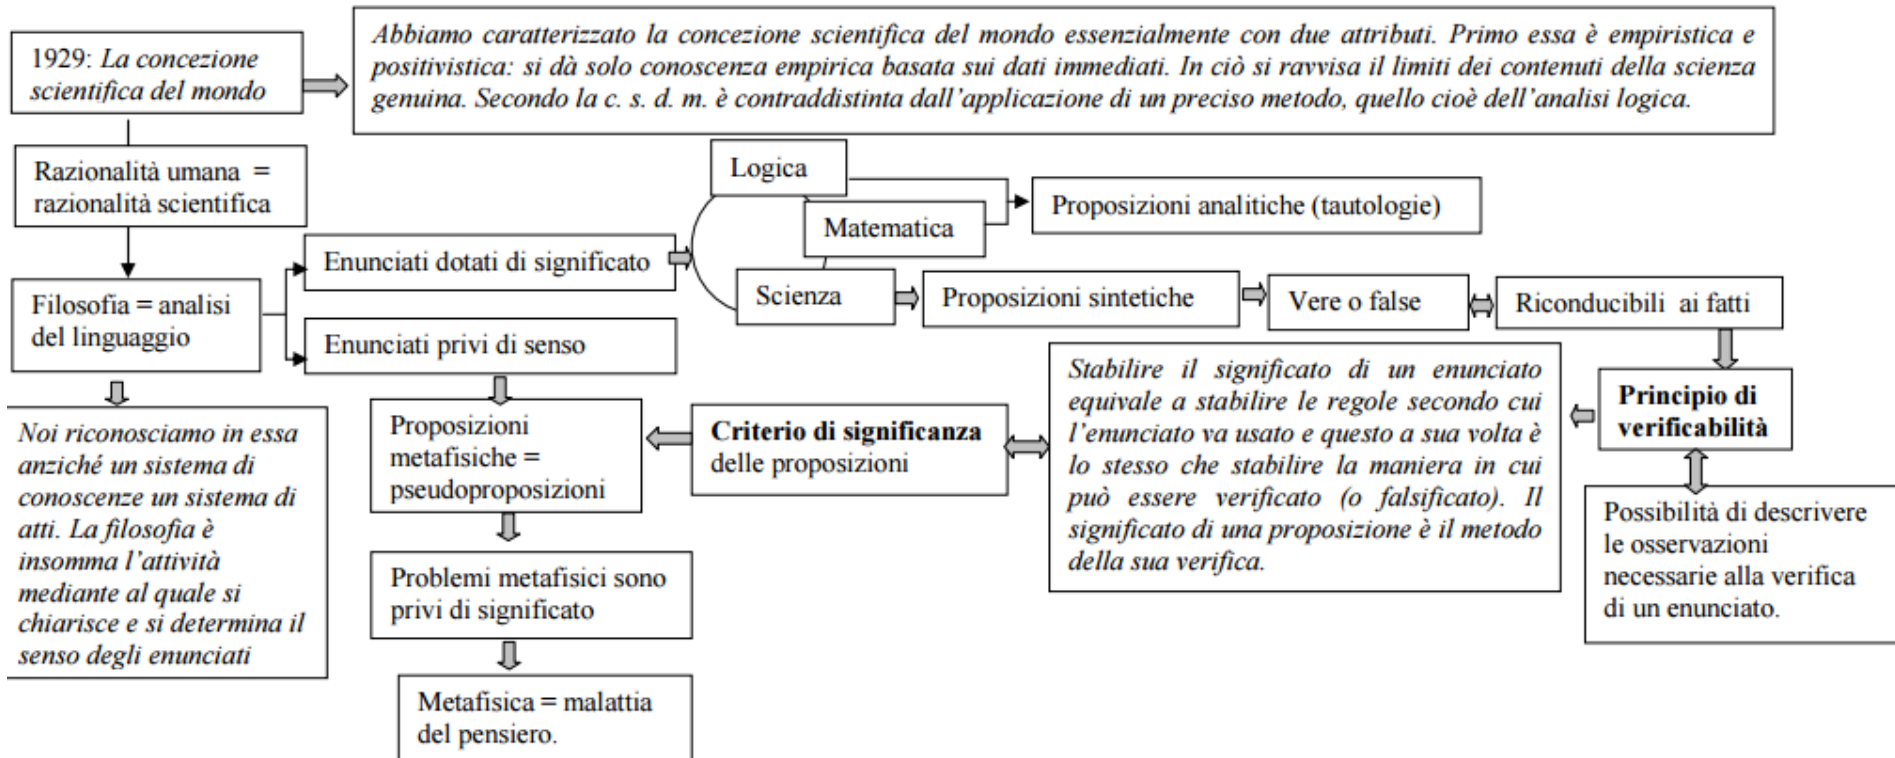 1929: La concezione
scientifica del mondo
Abbiamo caratterizzato la concezione scientifica del mondo essenzialmente con due attributi. Primo essa è empiristica e
positivistica: si dà solo conoscenza empirica basata sui dati immediati. In ciò si ravvisa il limiti dei contenuti della scienza
genuina. Secondo la c. s. d. m. è contraddistinta dall’applicazione di un preciso metodo, quello cioè dell’analisi logica.
Razionalità umana =
razionalità scientifica
Logica
Matematica
Proposizioni analitiche (tautologie)
Enunciati dotati di significato
Filosofia = analisi
del linguaggio
Scienza
Proposizioni sintetiche
Vere o false
Riconducibili ai fatti
Enunciati privi di senso
Stabilire il significato di un enunciato
equivale a stabilire le regole secondo cui
l’enunciato va usato e questo a sua volta è
lo stesso che stabilire la maniera in cui
può essere verificato (o falsificato). Il
significato di una proposizione è il metodo
della sua verifica.
Principio di
verificabilità
Noi riconosciamo in essa
anziché un sistema di
conoscenze un sistema di
atti. La filosofia è
insomma l’attività
mediante al quale si
chiarisce e si determina il
senso degli enunciati
Proposizioni
metafisiche =
pseudoproposizioni
Criterio di significanza
delle proposizioni
Possibilità di descrivere
le osservazioni
necessarie alla verifica
di un enunciato.
Problemi metafisici sono
privi di significato
Metafisica = malattia
del pensiero.